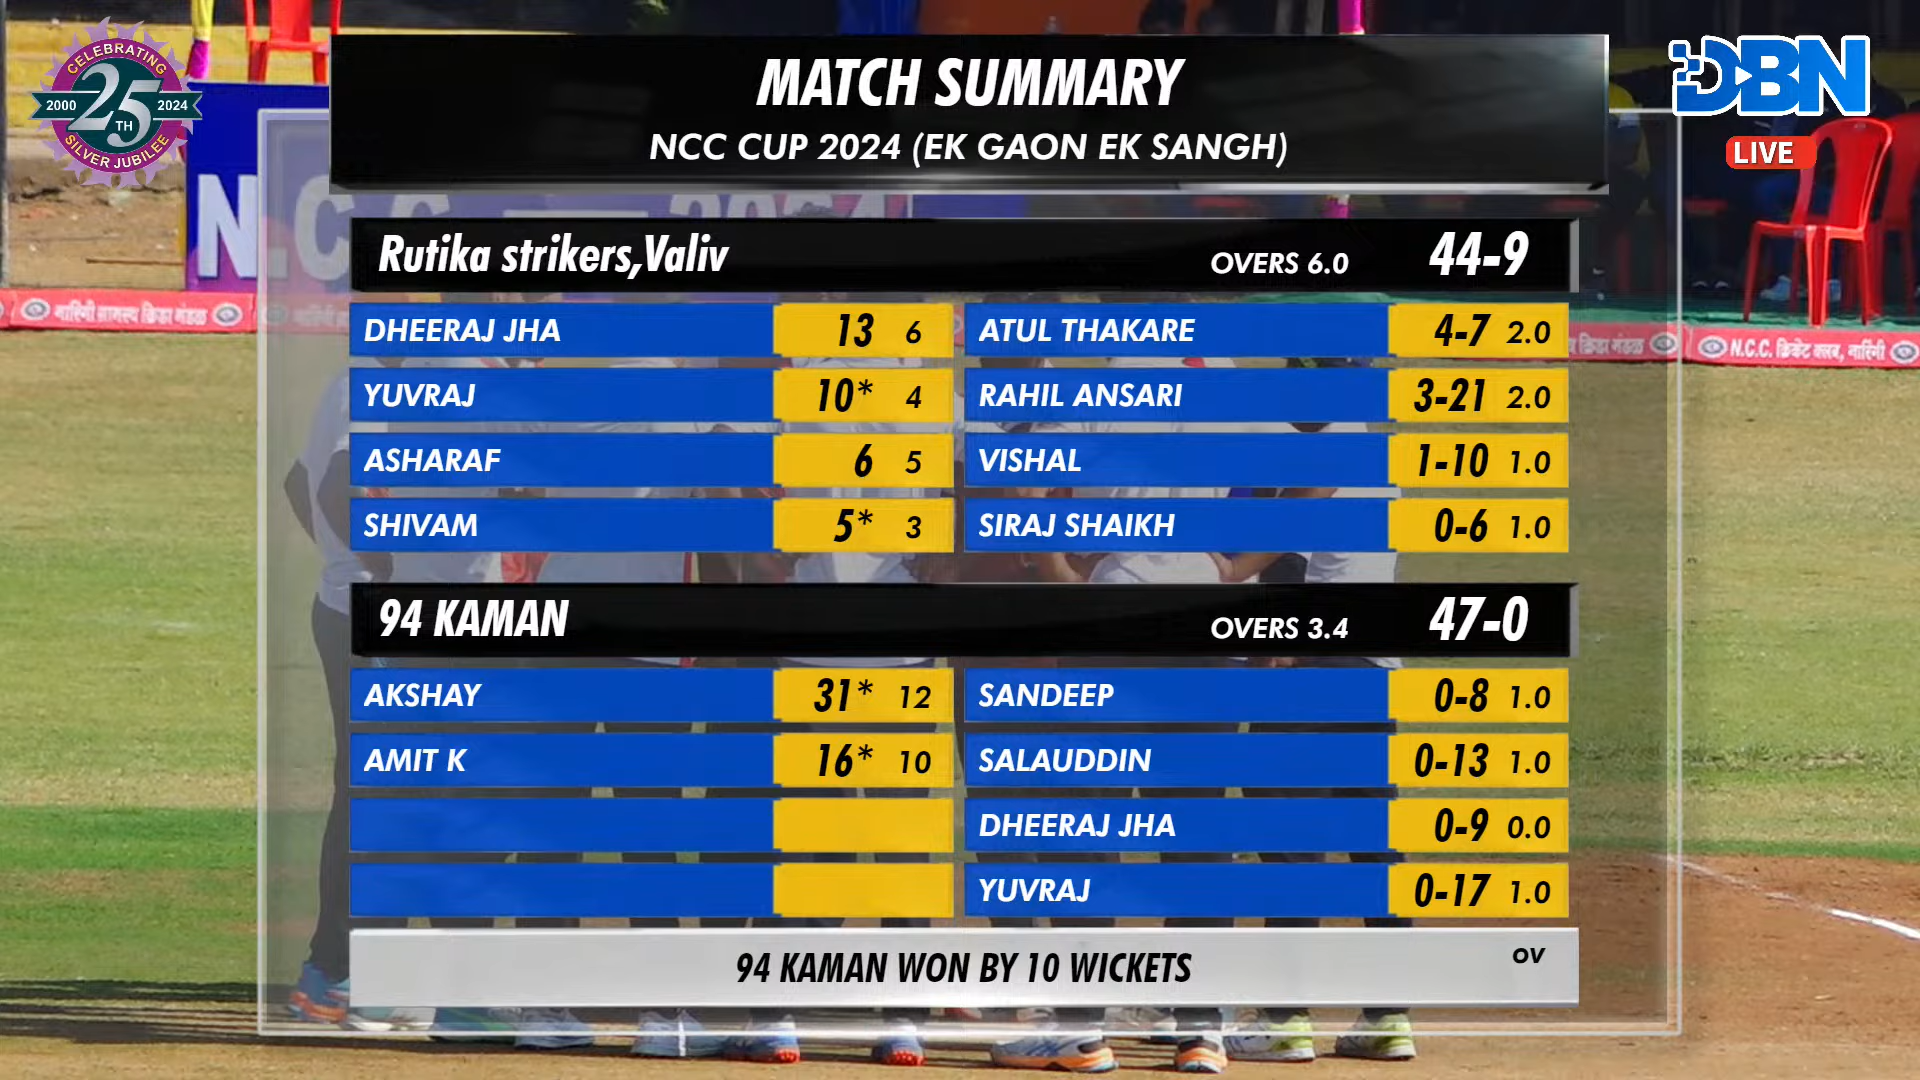 CELEBRATING
2000 25 TH 2024
SILVER JUBILEE
DBN
LIVE
MATCH SUMMARY
NCC CUP 2024 (EK GAON EK SANGH)
N.C.C.
Rutika strikers,Valiv OVERS 6.0 44-9
DHEERAJ JHA 13 6 ATUL THAKARE 4-7 2.0
YUVRAJ 10* 4 RAHIL ANSARI 3-21 2.0
ASHARAF 6 5 VISHAL 1-10 1.0
SHIVAM 5* 3 SIRAJ SHAIKH 0-6 1.0
N.C.C. क्रिकेट क्लब, नारिंगी
94 KAMAN OVERS 3.4 47-0
AKSHAY 31* 12 SANDEEP 0-8 1.0
AMIT K 16* 10 SALAUDDIN 0-13 1.0
DHEERAJ JHA 0-9 0.0
YUVRAJ 0-17 1.0
94 KAMAN WON BY 10 WICKETS
OV